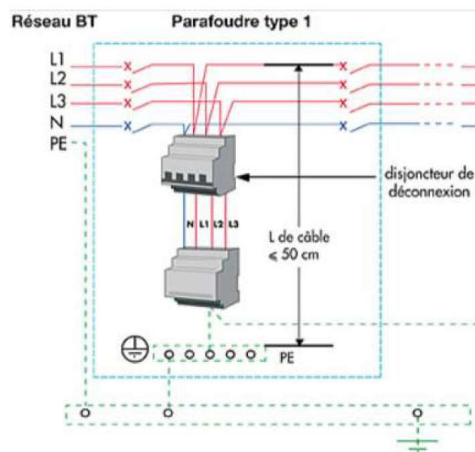 Réseau BT
Parafoudre type 1
L1
L2
L3
N
PE
disjoncteur de
déconnexion
N L1 L2 L3
L de câble
⩽ 50 cm
PE